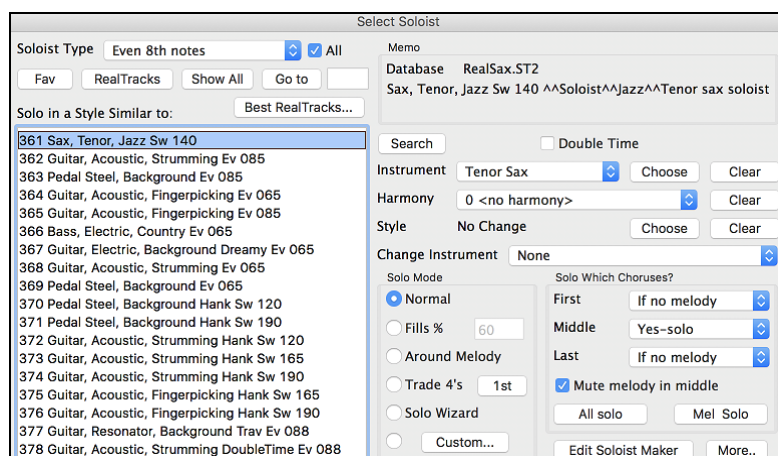 Select Soloist
Soloist Type Even 8th notes All
Fav RealTracks Show All Go to
Solo in a Style Similar to: Best RealTracks...
361 Sax, Tenor, Jazz Sw 140
362 Guitar, Acoustic, Strumming Ev 085
363 Pedal Steel, Background Ev 085
364 Guitar, Acoustic, Fingerpicking Ev 065
365 Guitar, Acoustic, Fingerpicking Ev 085
366 Bass, Electric, Country Ev 065
367 Guitar, Electric, Background Dreamy Ev 065
368 Guitar, Acoustic, Strumming Ev 065
369 Pedal Steel, Background Ev 065
370 Pedal Steel, Background Hank Sw 120
371 Pedal Steel, Background Hank Sw 190
372 Guitar, Acoustic, Strumming Hank Sw 120
373 Guitar, Acoustic, Strumming Hank Sw 165
374 Guitar, Acoustic, Strumming Hank Sw 190
375 Guitar, Acoustic, Fingerpicking Hank Sw 165
376 Guitar, Acoustic, Fingerpicking Hank Sw 190
377 Guitar, Resonator, Background Trav Ev 088
378 Guitar, Acoustic, Strumming DoubleTime Ev 088
Memo
Database RealSax.ST2
Sax, Tenor, Jazz Sw 140 ^^Soloist^^Jazz^^Tenor sax soloist
Search Double Time
Instrument Tenor Sax Choose Clear
Harmony 0 <no harmony> Clear
Style No Change Choose Clear
Change Instrument None
Solo Mode
Normal
Fills % 60
Around Melody
Trade 4's 1st
Solo Wizard
Custom...
Solo Which Choruses?
First If no melody
Middle Yes-solo
Last If no melody
Mute melody in middle
All solo Mel Solo
Edit Soloist Maker More..